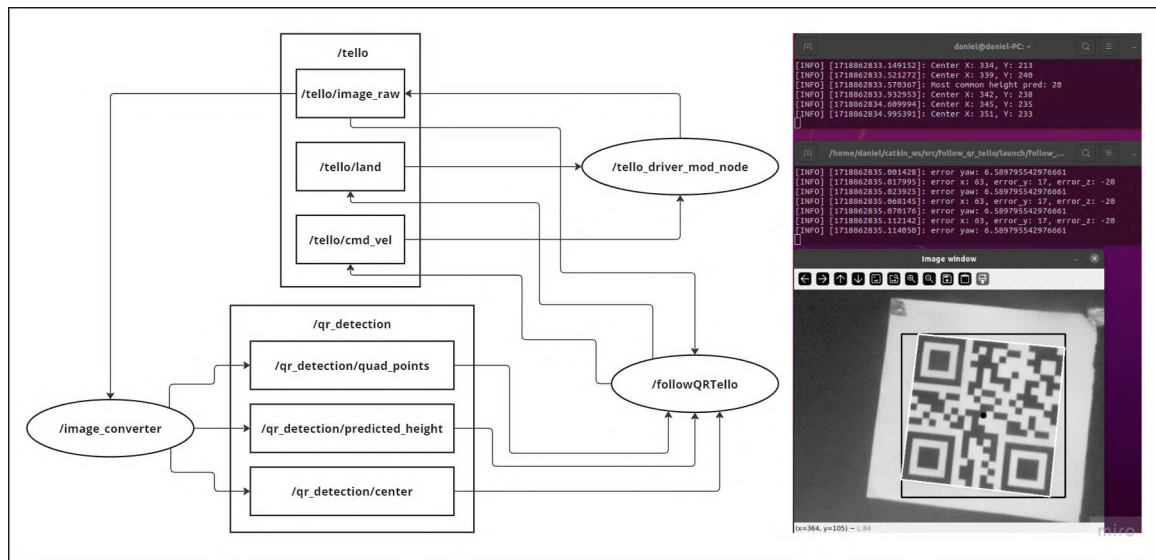 /tello
/tello/image_raw
/tello/land
/tello/cmd_vel
/tello_driver_mod_node
/qr_detection
/qr_detection/quad_points
/qr_detection/predicted_height
/qr_detection/center
/image_converter
/followQRTello
daniel@daniel-PC: ~
[INFO] [1718862833.149152]: Center X: 334, Y: 213
[INFO] [1718862833.521272]: Center X: 339, Y: 240
[INFO] [1718862833.570367]: Most common height pred: 20
[INFO] [1718862833.932953]: Center X: 342, Y: 238
[INFO] [1718862834.609994]: Center X: 345, Y: 235
[INFO] [1718862834.995391]: Center X: 351, Y: 233
/home/daniel/catkin_ws/src/follow_qr_tello/launch/follow_...
[INFO] [1718862835.001428]: error yaw: 6.589795542976661
[INFO] [1718862835.017995]: error x: 63, error_y: 17, error_z: -20
[INFO] [1718862835.023925]: error yaw: 6.589795542976661
[INFO] [1718862835.068145]: error x: 63, error_y: 17, error_z: -20
[INFO] [1718862835.070176]: error yaw: 6.589795542976661
[INFO] [1718862835.112142]: error x: 63, error_y: 17, error_z: -20
[INFO] [1718862835.114050]: error yaw: 6.589795542976661
Image window
(x=364, y=105) ~ L:84
miro